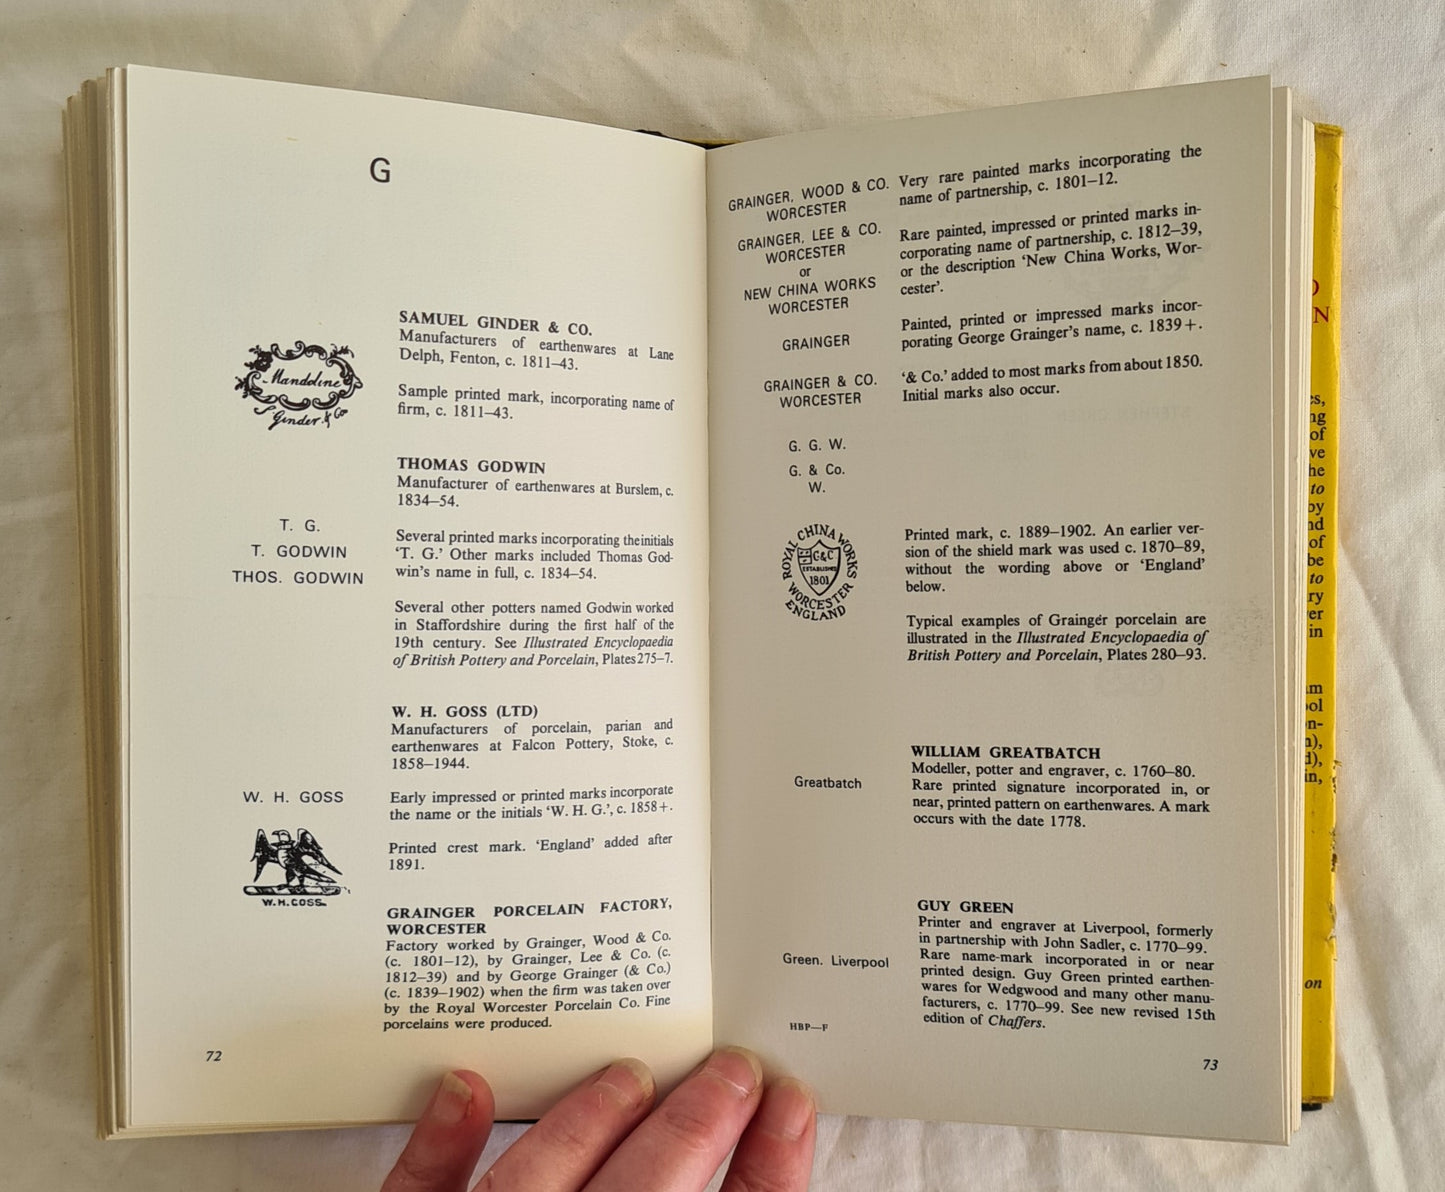 G
Mandoline
S. Ginder & Co
SAMUEL GINDER & CO.
Manufacturers of earthenwares at Lane
Delph, Fenton, c. 1811–43.
Sample printed mark, incorporating name of
firm, c. 1811–43.
THOMAS GODWIN
Manufacturer of earthenwares at Burslem, c.
1834–54.
T. G.
T. GODWIN
THOS. GODWIN
Several printed marks incorporating the initials
‘T. G.’ Other marks included Thomas God-
win’s name in full, c. 1834–54.
Several other potters named Godwin worked
in Staffordshire during the first half of the
19th century. See Illustrated Encyclopaedia
of British Pottery and Porcelain, Plates 275–7.
W. H. GOSS (LTD)
Manufacturers of porcelain, parian and
earthenwares at Falcon Pottery, Stoke, c.
1858–1944.
W. H. GOSS
Early impressed or printed marks incorporate
the name or the initials ‘W. H. G.’, c. 1858+.
W.H.GOSS.
Printed crest mark. ‘England’ added after
1891.
GRAINGER PORCELAIN FACTORY,
WORCESTER
Factory worked by Grainger, Wood & Co.
(c. 1801–12), by Grainger, Lee & Co. (c.
1812–39) and by George Grainger (& Co.)
(c. 1839–1902) when the firm was taken over
by the Royal Worcester Porcelain Co. Fine
porcelains were produced.
72
GRAINGER, WOOD & CO.
WORCESTER
Very rare painted marks incorporating the
name of partnership, c. 1801–12.
GRAINGER, LEE & CO.
WORCESTER
or
NEW CHINA WORKS
WORCESTER
Rare painted, impressed or printed marks in-
corporating name of partnership, c. 1812–39,
or the description ‘New China Works, Wor-
cester’.
GRAINGER
Painted, printed or impressed marks incor-
porating George Grainger’s name, c. 1839+.
GRAINGER & CO.
WORCESTER
‘& Co.’ added to most marks from about 1850.
Initial marks also occur.
G. G. W.
G. & Co.
W.
ROYAL CHINA WORKS
G&C
ESTABLISHED
1801
WORCESTER
ENGLAND
Printed mark, c. 1889–1902. An earlier ver-
sion of the shield mark was used c. 1870–89,
without the wording above or ‘England’
below.
Typical examples of Grainger porcelain are
illustrated in the Illustrated Encyclopaedia of
British Pottery and Porcelain, Plates 280–93.
WILLIAM GREATBATCH
Modeller, potter and engraver, c. 1760–80.
Greatbatch
Rare printed signature incorporated in, or
near, printed pattern on earthenwares. A mark
occurs with the date 1778.
GUY GREEN
Printer and engraver at Liverpool, formerly
in partnership with John Sadler, c. 1770–99.
Green. Liverpool
Rare name-mark incorporated in or near
printed design. Guy Green printed earthen-
wares for Wedgwood and many other manu-
facturers, c. 1770–99. See new revised 15th
edition of Chaffers.
HBP—F
73